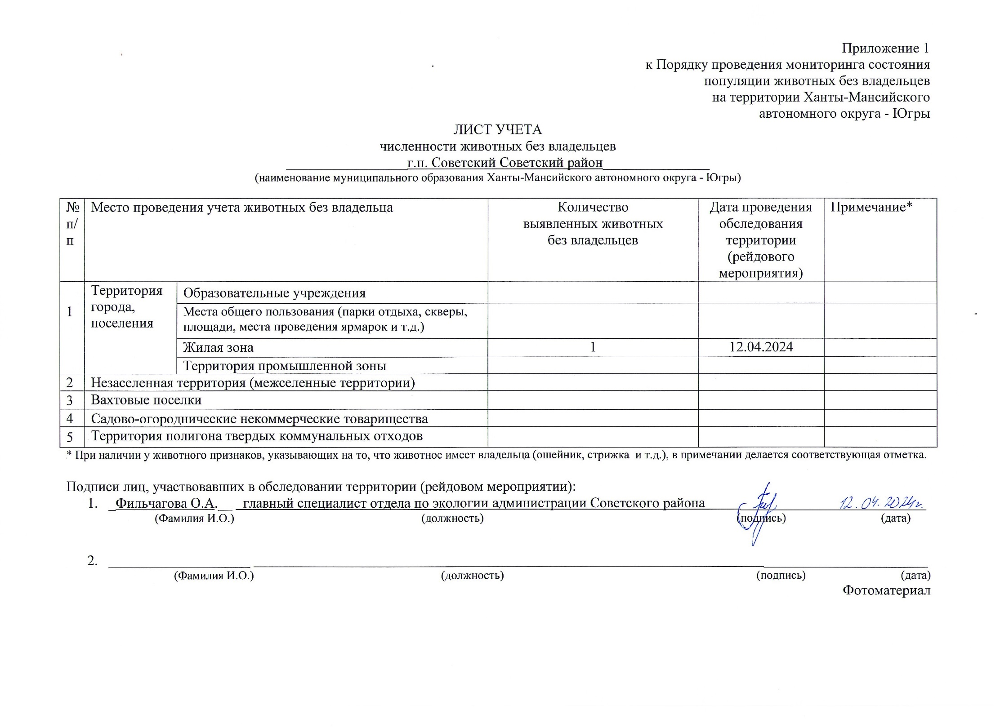 Приложение 1
к Порядку проведения мониторинга состояния
популяции животных без владельцев
на территории Ханты-Мансийского
автономного округа - Югры
ЛИСТ УЧЕТА
численности животных без владельцев
г.п. Советский Советский район
(наименование муниципального образования Ханты-Мансийского автономного округа - Югры)
№ п/п Место проведения учета животных без владельца Количество выявленных животных без владельцев Дата проведения обследования территории (рейдового мероприятия) Примечание*
1 Территория города, поселения Образовательные учреждения
Места общего пользования (парки отдыха, скверы,
площади, места проведения ярмарок и т.д.)
Жилая зона 1 12.04.2024
Территория промышленной зоны
2 Незаселенная территория (межселенные территории)
3 Вахтовые поселки
4 Садово-огороднические некоммерческие товарищества
5 Территория полигона твердых коммунальных отходов
* При наличии у животного признаков, указывающих на то, что животное имеет владельца (ошейник, стрижка и т.д.), в примечании делается соответствующая отметка.
Подписи лиц, участвовавших в обследовании территории (рейдовом мероприятии):
1. Фильчагова О.А. главный специалист отдела по экологии администрации Советского района 12.04.2024г.
(Фамилия И.О.) (должность) (подпись) (дата)
2.
(Фамилия И.О.) (должность) (подпись) (дата)
Фотоматериал